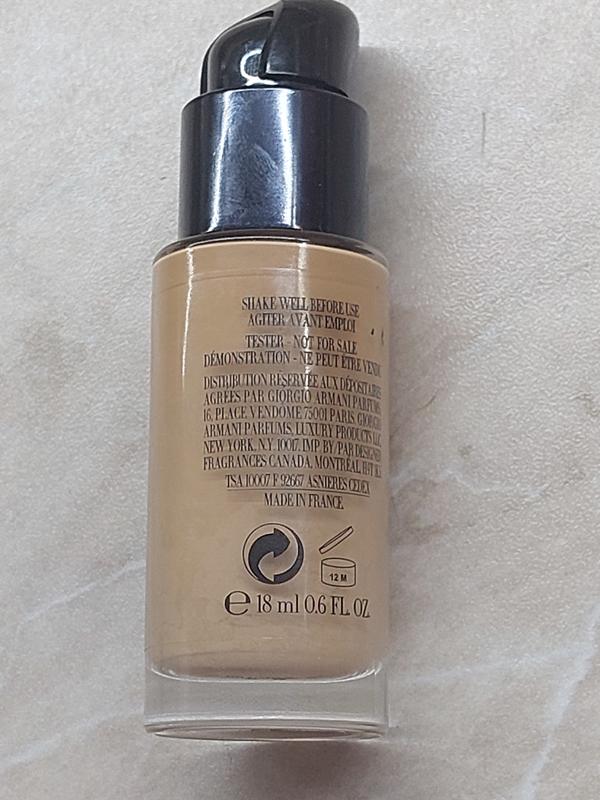 SHAKE WELL BEFORE USE
AGITER AVANT EMPLOI
TESTER - NOT FOR SALE
DÉMONSTRATION - NE PEUT ÊTRE VENDU
DISTRIBUTION RESERVÉE AUX DÉPOSITAIRES
AGRÉES PAR GIORGIO ARMANI PARFUMS,
16, PLACE VENDOME 75001 PARIS. GIORGIO
ARMANI PARFUMS, LUXURY PRODUCTS LLC,
NEW YORK, N.Y. 10017. IMP. BY/PAR DESIGNER
FRAGRANCES CANADA, MONTRÉAL,
TSA 10007 F 92667 ASNIERES CEDEX
MADE IN FRANCE
12 M
e 18 ml 0.6 FL. OZ.